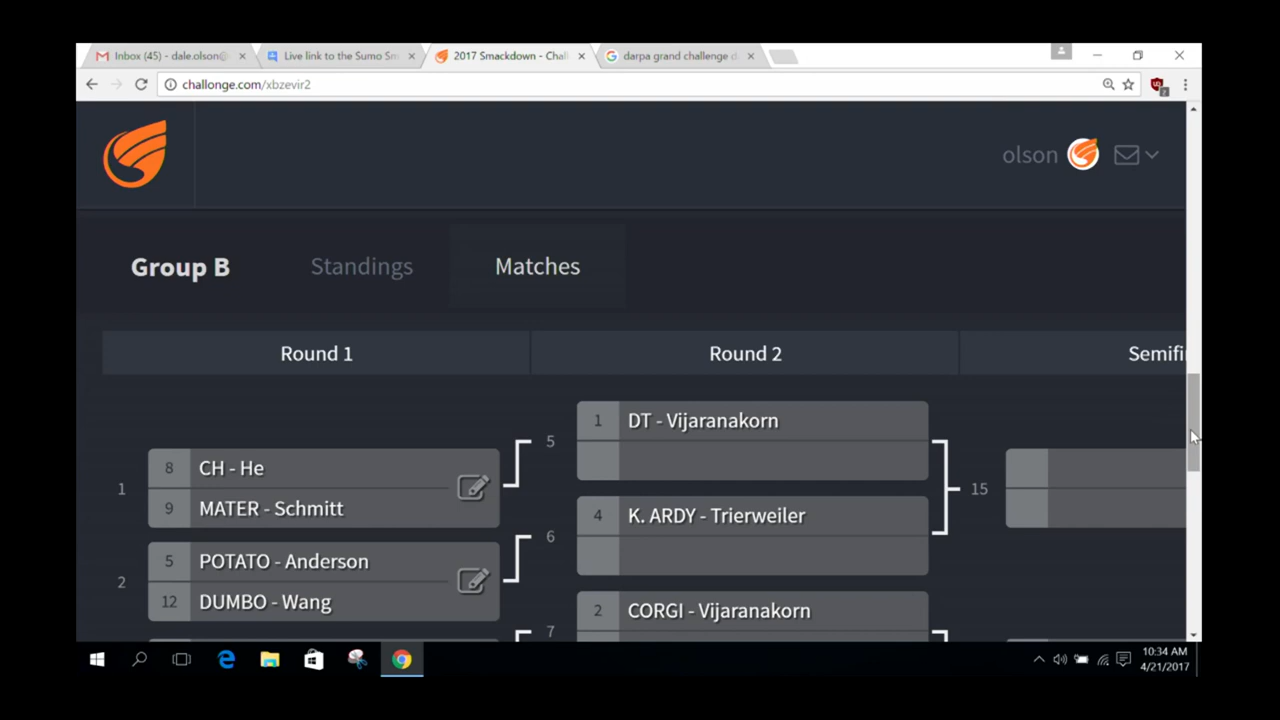 Inbox (45) - dale.olson@
Live link to the Sumo Sm
2017 Smackdown - Chall
darpa grand challenge d
challonge.com/xbzevir2
olson
Group B
Standings
Matches
Round 1
Round 2
Semifi
1
8 CH - He
9 MATER - Schmitt
2
5 POTATO - Anderson
12 DUMBO - Wang
5
1 DT - Vijaranakorn
6
4 K. ARDY - Trierweiler
7
2 CORGI - Vijaranakorn
15
10:34 AM
4/21/2017